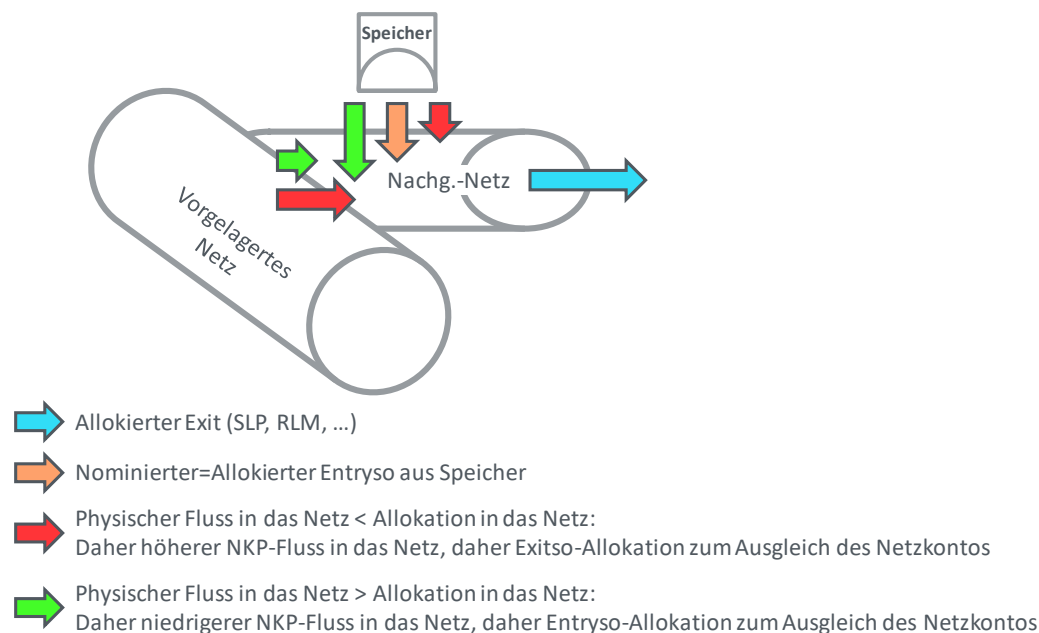 Speicher
Nachg.-Netz
Vorgelagertes
Netz
Allokierter Exit (SLP, RLM, …)
Nominierter=Allokierter Entryso aus Speicher
Physischer Fluss in das Netz < Allokation in das Netz:
Daher höherer NKP-Fluss in das Netz, daher Exitso-Allokation zum Ausgleich des Netzkontos
Physischer Fluss in das Netz > Allokation in das Netz:
Daher niedrigerer NKP-Fluss in das Netz, daher Entryso-Allokation zum Ausgleich des Netzkontos